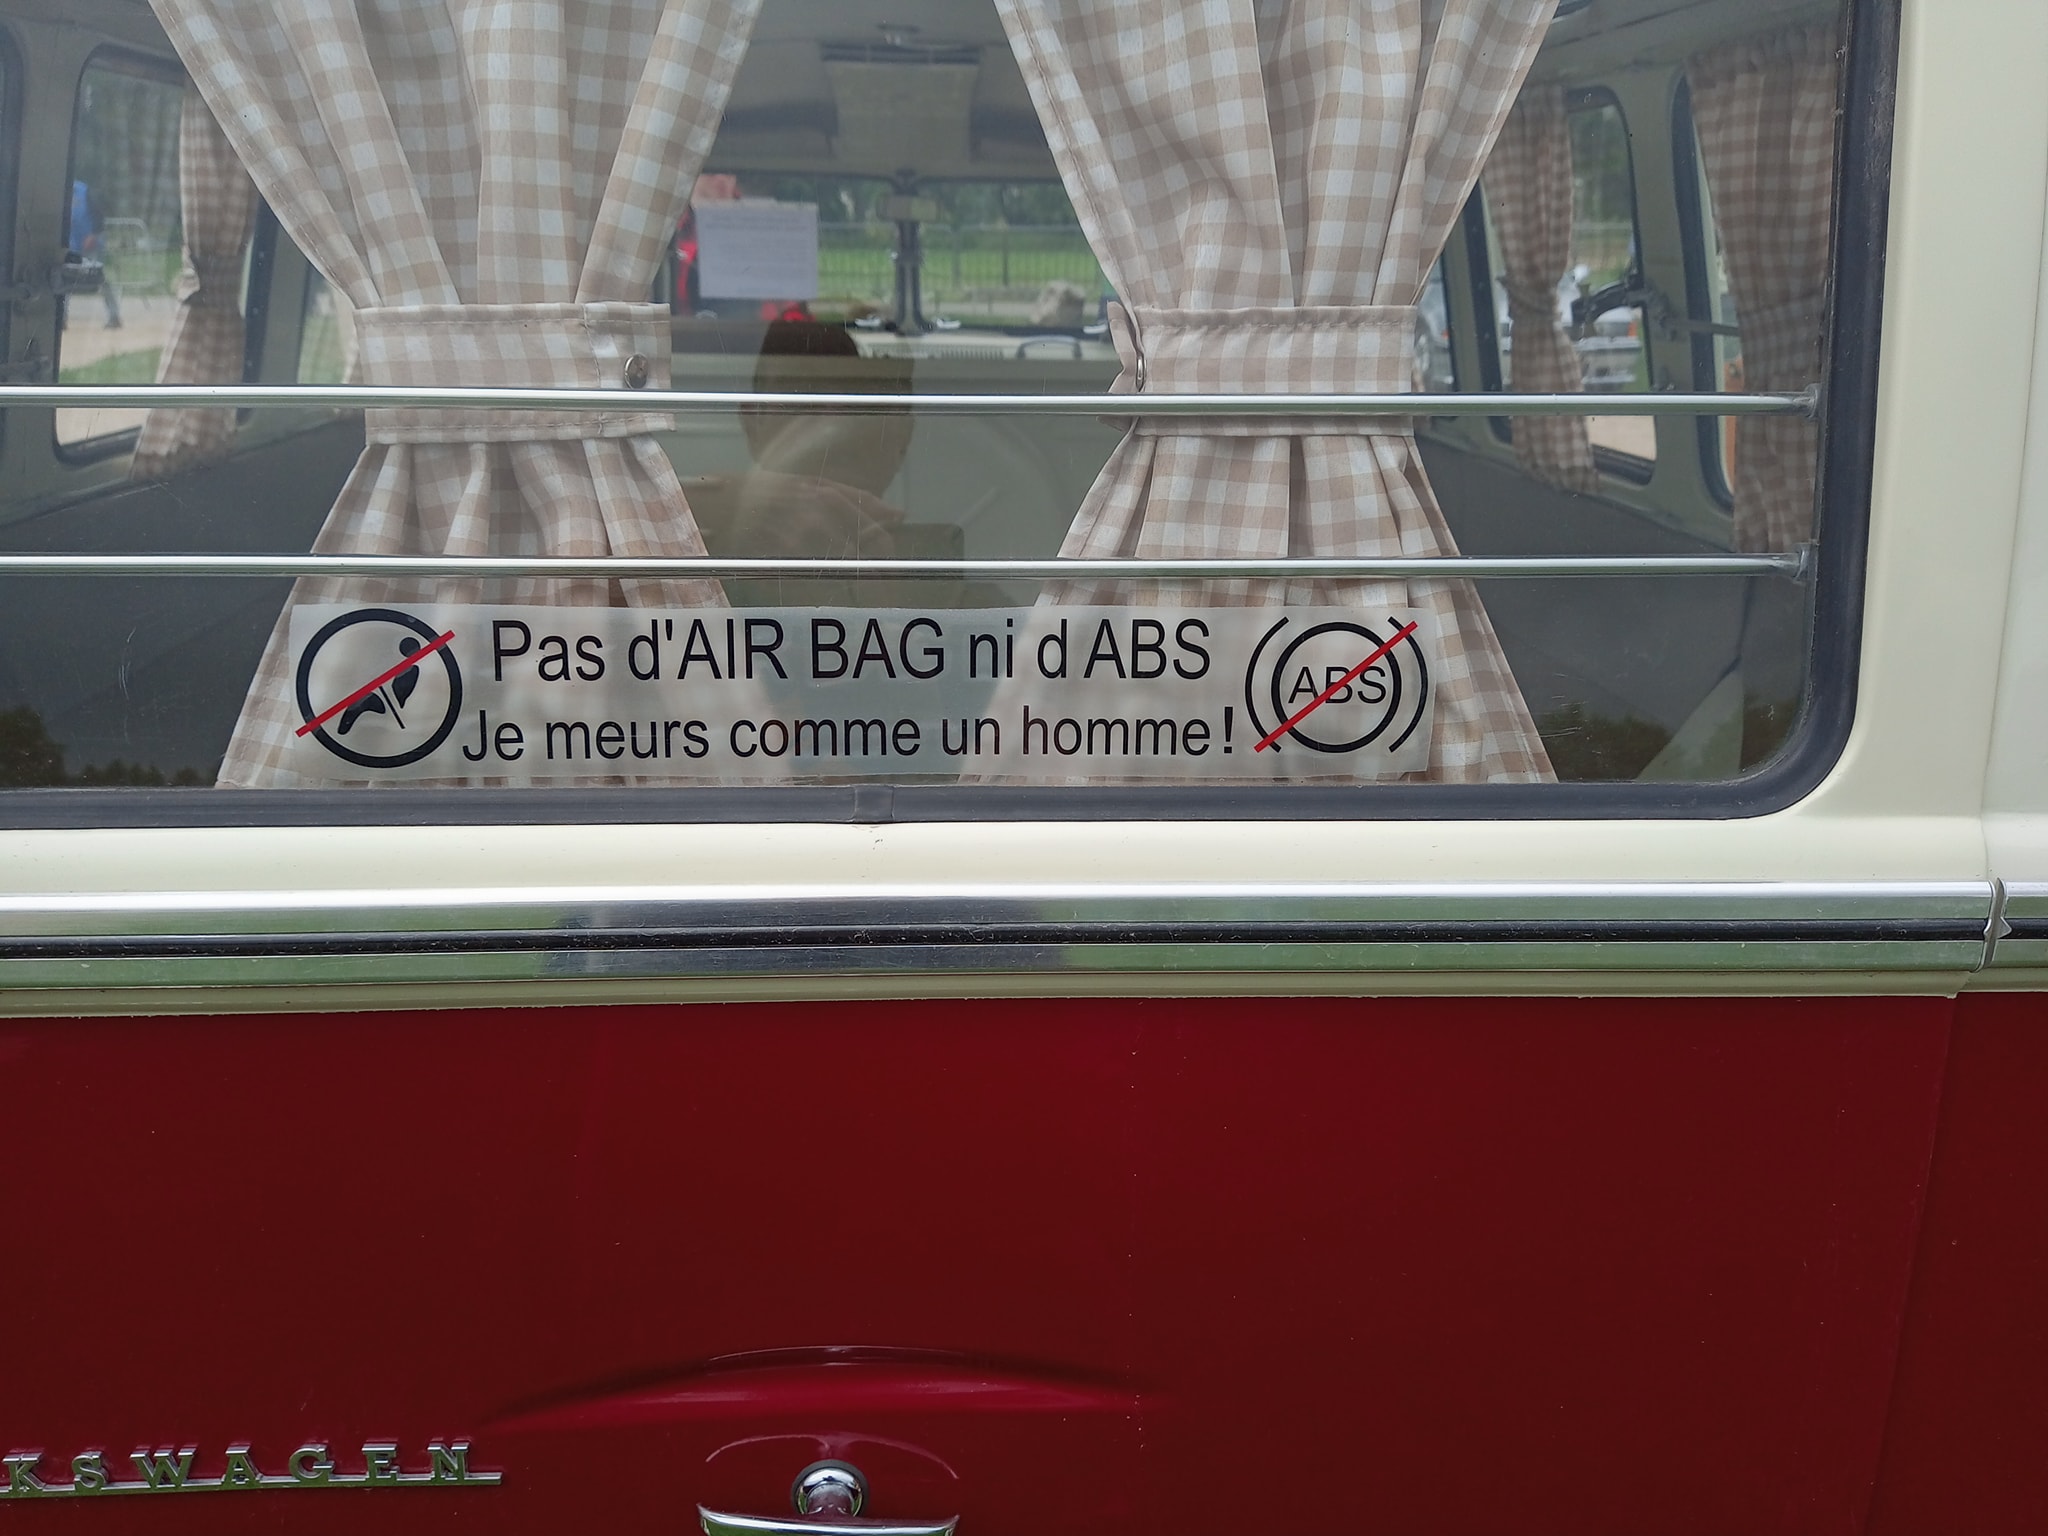 Pas d'AIR BAG ni d ABS
Je meurs comme un homme!
ABS
KSWAGEN